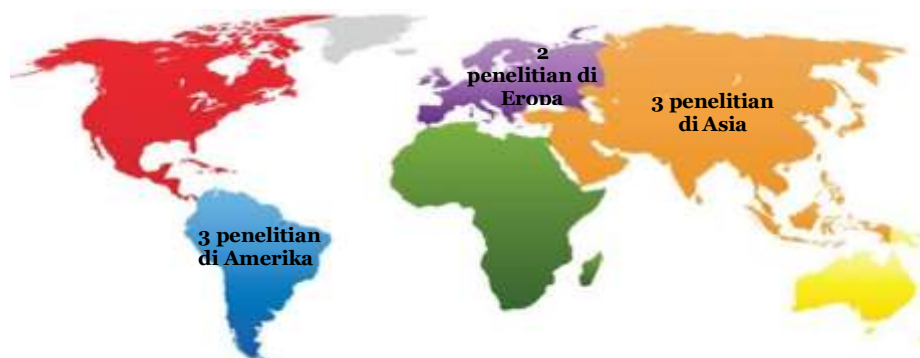 2
penelitian di
Eropa
3 penelitian
di Asia
3 penelitian
di Amerika